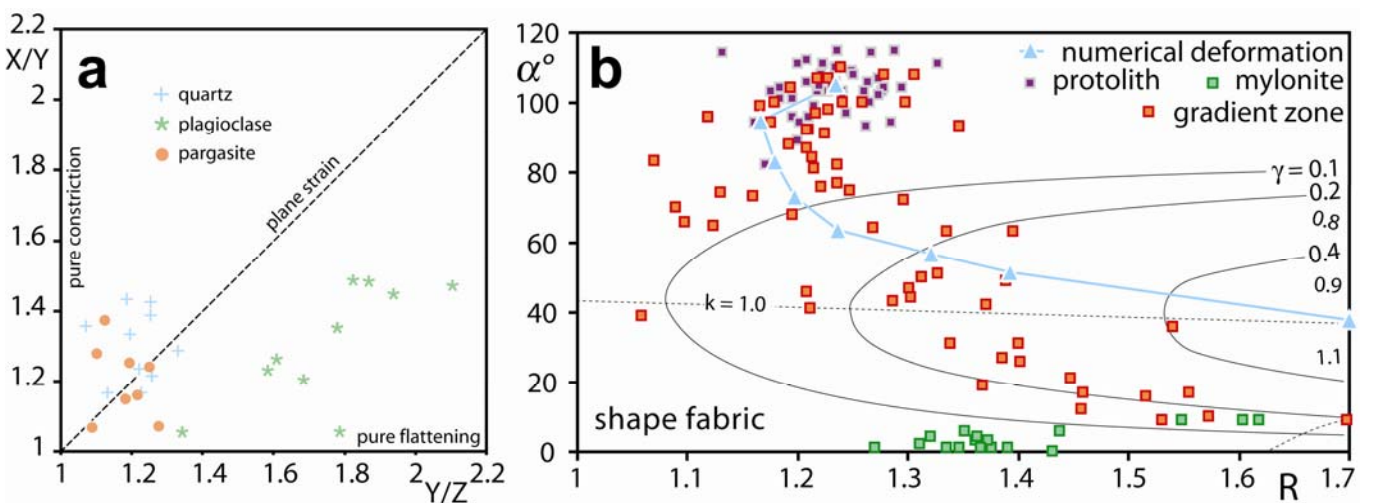 2.2
X/Y
2
1.8
1.6
1.4
1.2
1
1
1.2
1.4
1.6
1.8
2
2.2
Y/Z
a
quartz
plagioclase
pargasite
pure constriction
plane strain
pure flattening
120
α°
100
80
60
40
20
0
1
1.1
1.2
1.3
1.4
1.5
1.6
R
1.7
b
numerical deformation
protolith
mylonite
gradient zone
γ = 0.1
0.2
0.8
0.4
0.9
1.1
k = 1.0
shape fabric